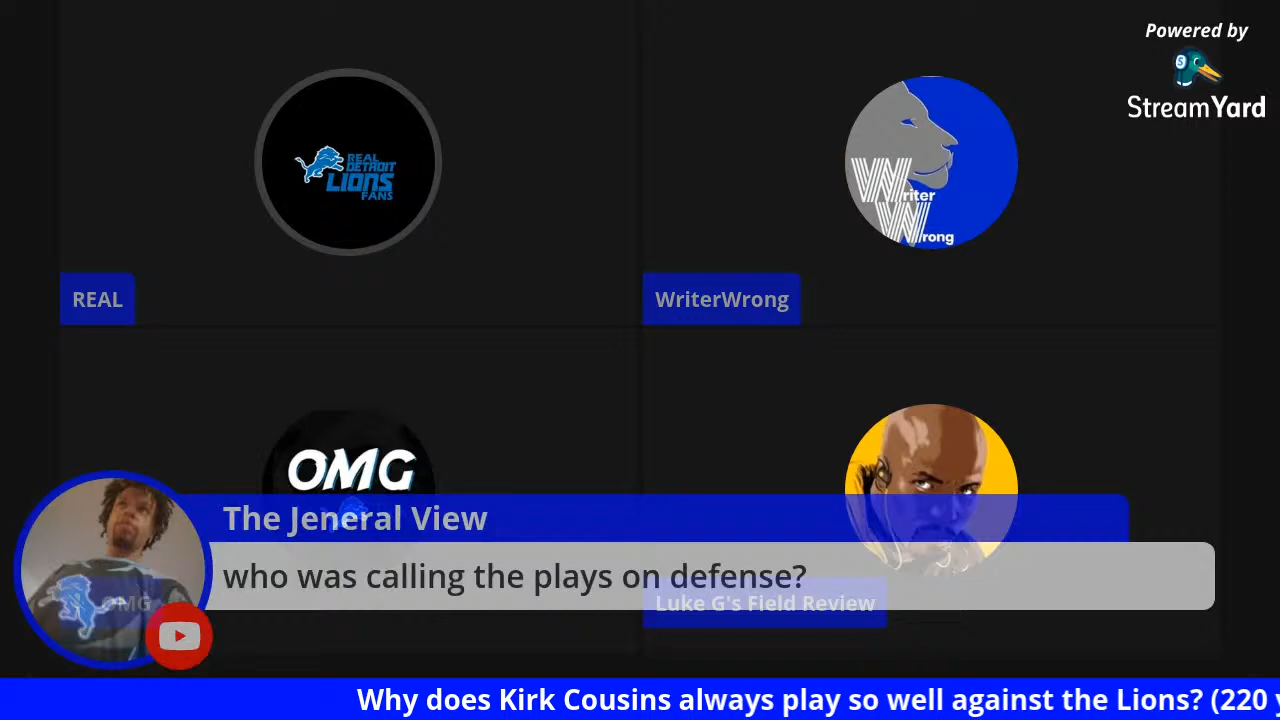 Powered by
StreamYard
REAL
DETROIT
LIONS
FANS
Writer
Wrong
REAL
WriterWrong
OMG
The Jeneral View
who was calling the plays on defense?
OMG
Luke G's Field Review
Why does Kirk Cousins always play so well against the Lions? (220 y